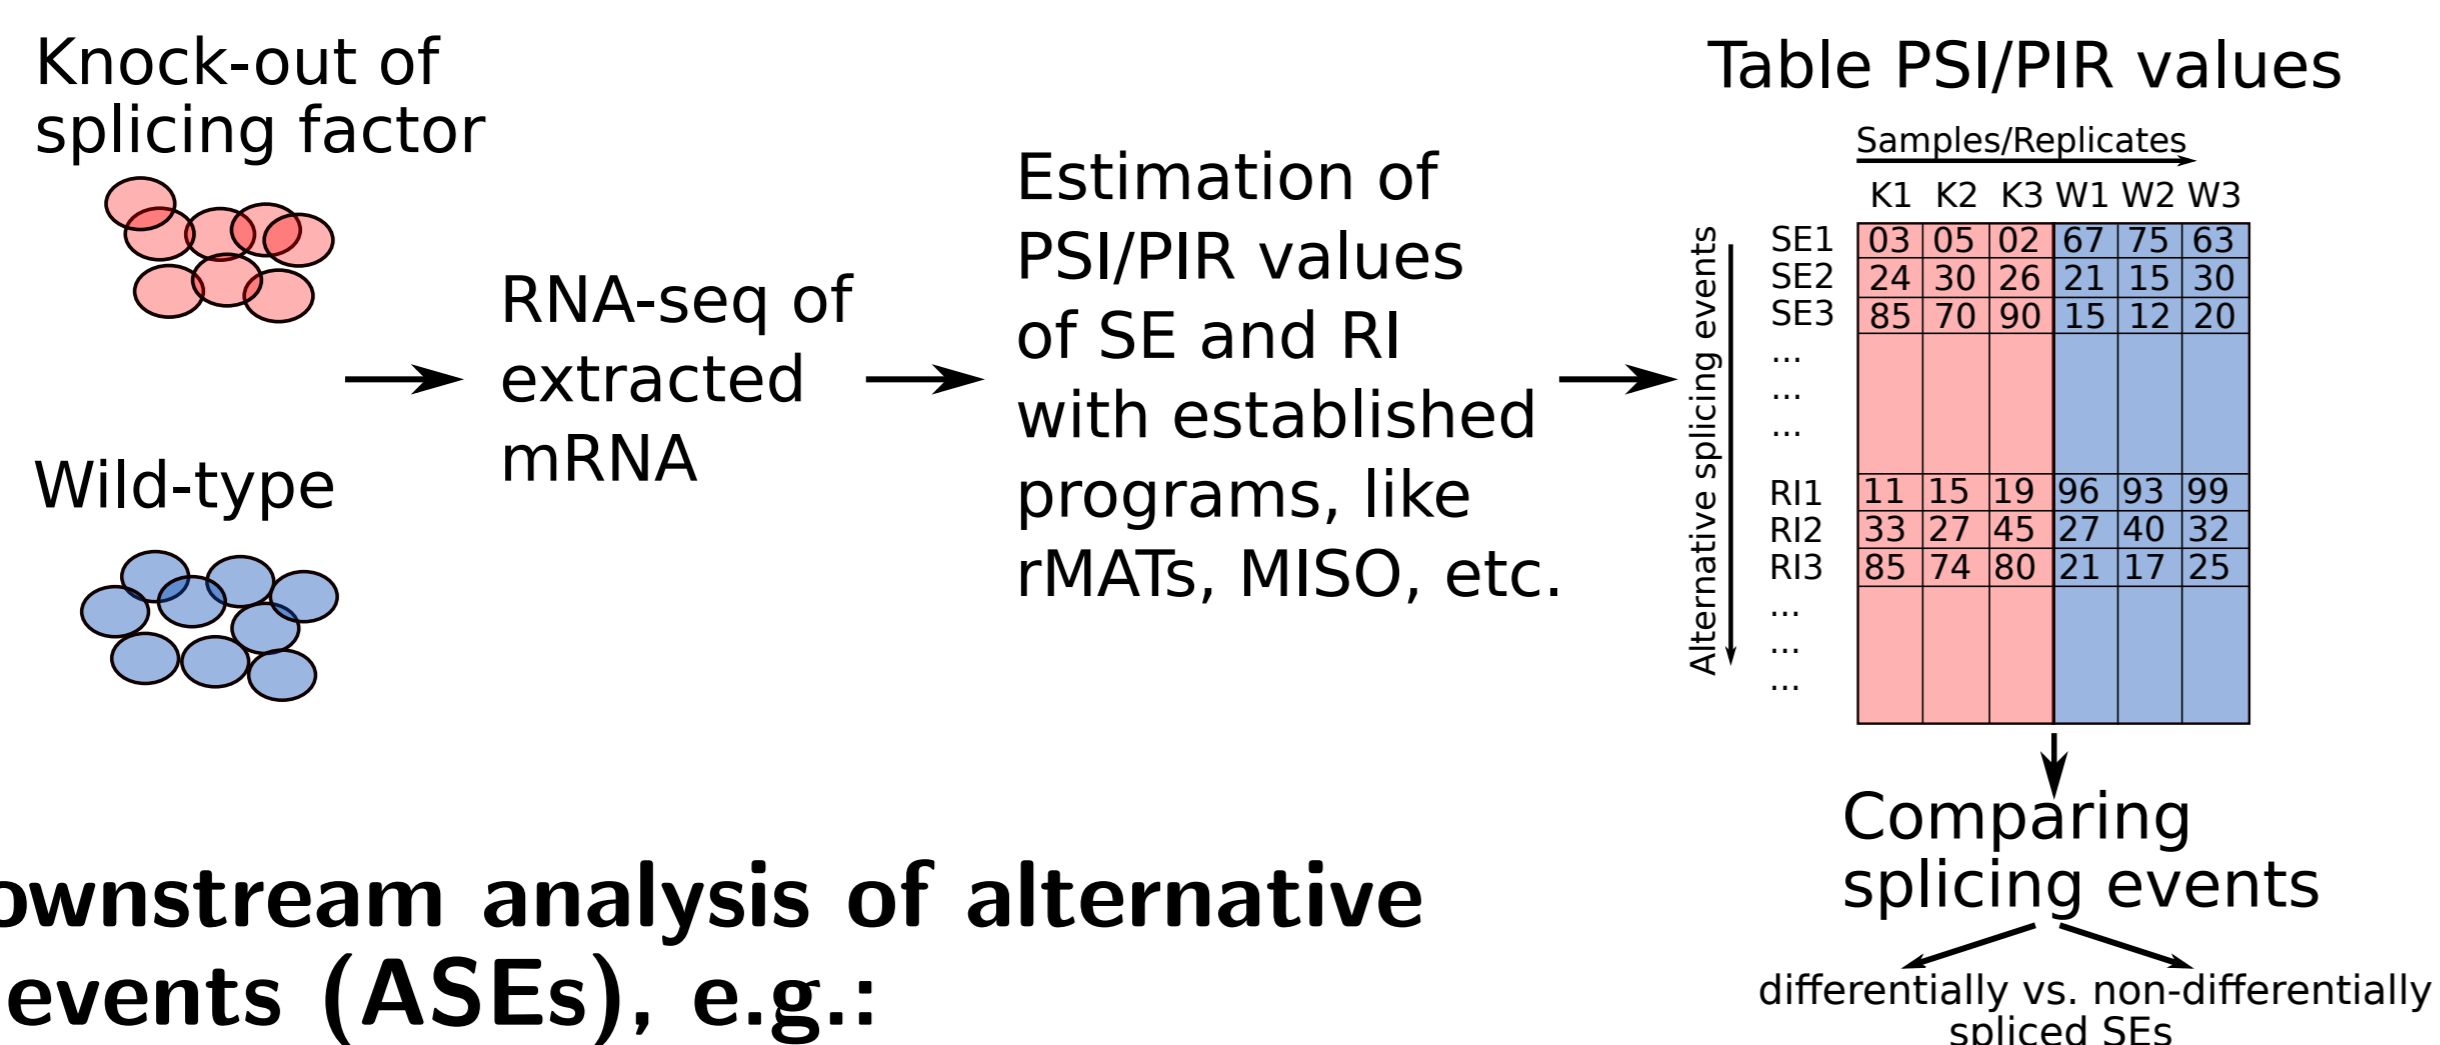 Knock-out of
splicing factor
Wild-type
RNA-seq of
extracted
mRNA
Estimation of
PSI/PIR values
of SE and RI
with established
programs, like
rMATs, MISO, etc.
Table PSI/PIR values
Samples/Replicates
K1 K2 K3 W1 W2 W3
Alternative splicing events
SE1 03 05 02 67 75 63
SE2 24 30 26 21 15 30
SE3 85 70 90 15 12 20
...
...
...
RI1 11 15 19 96 93 99
RI2 33 27 45 27 40 32
RI3 85 74 80 21 17 25
...
...
...
Comparing
splicing events
differentially vs. non-differentially
spliced SEs
ownstream analysis of alternative
events (ASEs), e.g.: